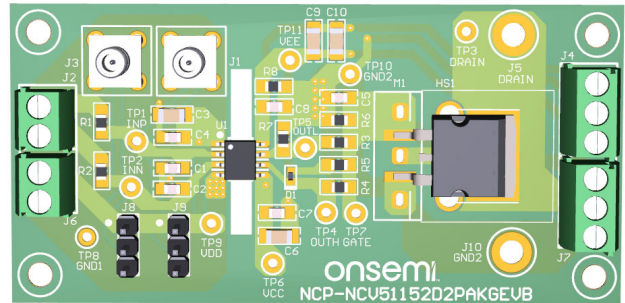 C9 C10
TP11
VEE
TP3
DRAIN
J5
DRAIN
J3
J1
J4
J2
TP10
GND2
R8
M1
HS1
TP1
INP
C3
C8
C5
R1
C4
U1
R7
TP5
OUTL
R6
R3
TP2
INN
C1
R5
R2
C2
D1
R4
J6
J8
J9
C7
TP9
VDD
TP4
OUTH
TP7
GATE
J10
GND2
J7
TP8
GND1
C6
TP6
VCC
onsemi
NCP-NCV51152D2PAKGEVB